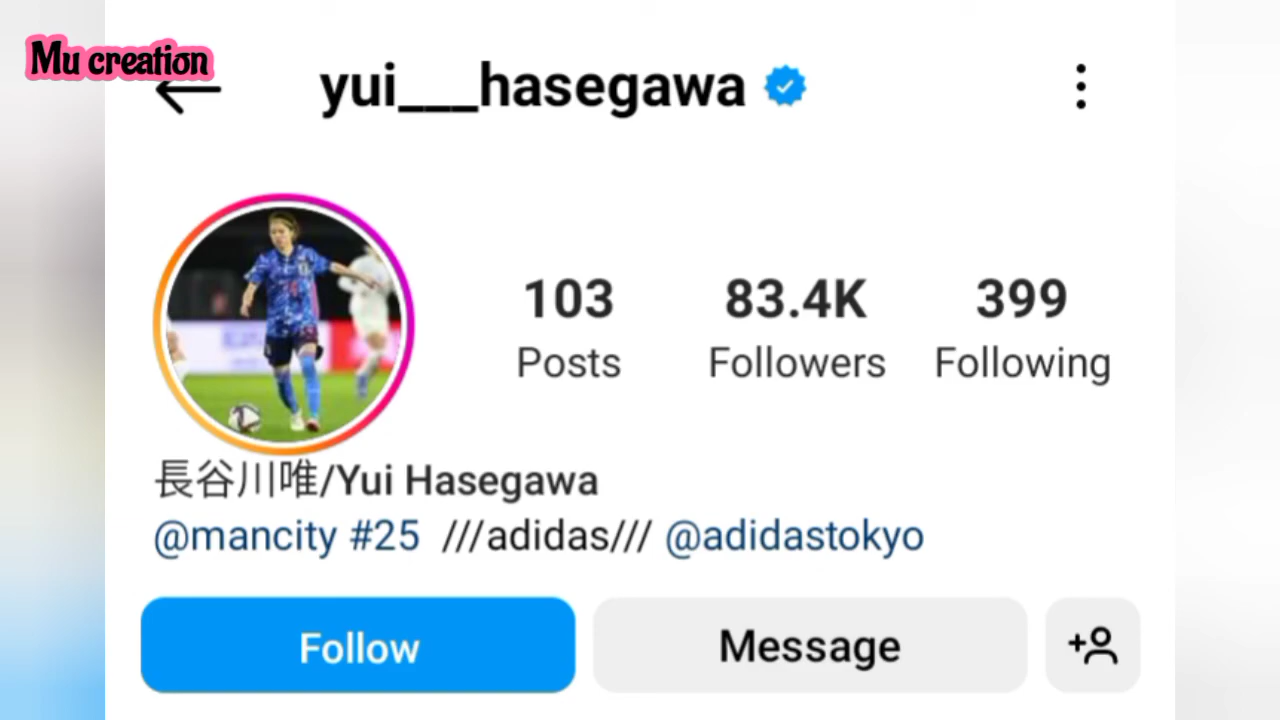 Mu creation
yui___hasegawa
103 83.4K 399
Posts Followers Following
長谷川唯/Yui Hasegawa
@mancity #25 ///adidas/// @adidastokyo
Follow Message